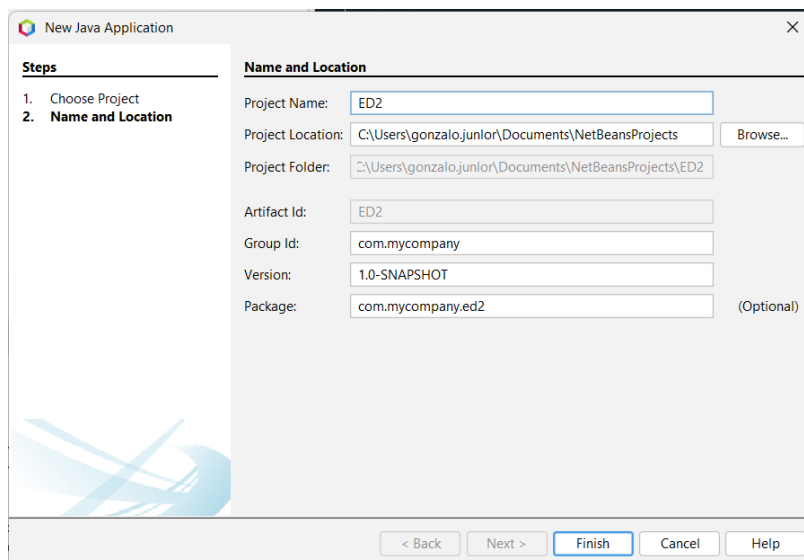 New Java Application
Steps
1. Choose Project
2. Name and Location
Name and Location
Project Name: ED2
Project Location: C:\Users\gonzalo.junlor\Documents\NetBeansProjects Browse...
Project Folder: C:\Users\gonzalo.junlor\Documents\NetBeansProjects\ED2
Artifact Id: ED2
Group Id: com.mycompany
Version: 1.0-SNAPSHOT
Package: com.mycompany.ed2 (Optional)
< Back Next > Finish Cancel Help